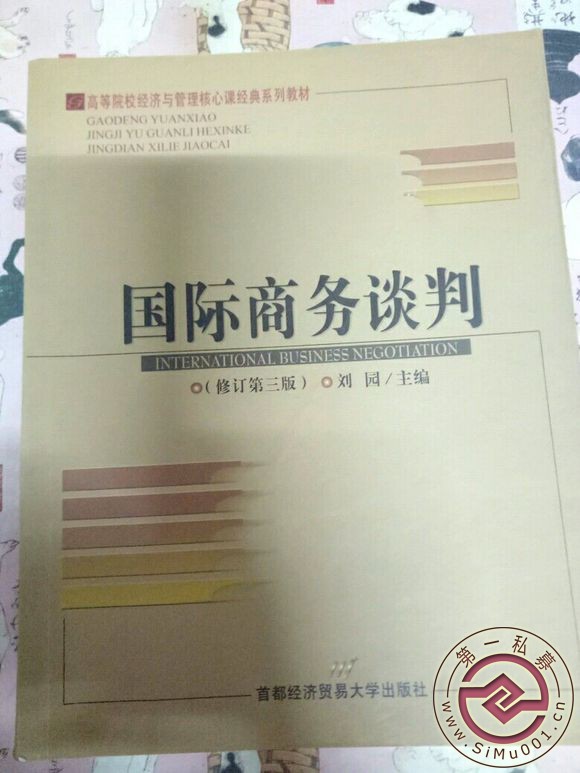 高等院校经济与管理核心课经典系列教材
GAODENG YUANXIAO
JINGJI YU GUANLI HEXINKE
JINGDIAN XILIE JIAOCAI
国际商务谈判
INTERNATIONAL BUSINESS NEGOTIATION
(修订第三版) 刘 园/主编
首都经济贸易大学出版社
第一私募
www.SiMu001.cn